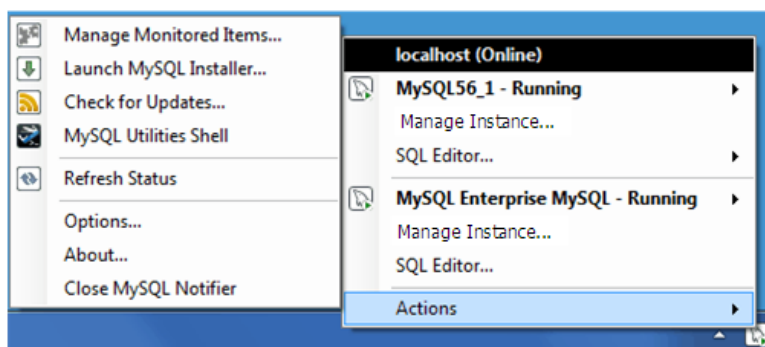 Manage Monitored Items...
Launch MySQL Installer...
Check for Updates...
MySQL Utilities Shell
Refresh Status
Options...
About...
Close MySQL Notifier
localhost (Online)
MySQL56_1 - Running
Manage Instance...
SQL Editor...
MySQL Enterprise MySQL - Running
Manage Instance...
SQL Editor...
Actions